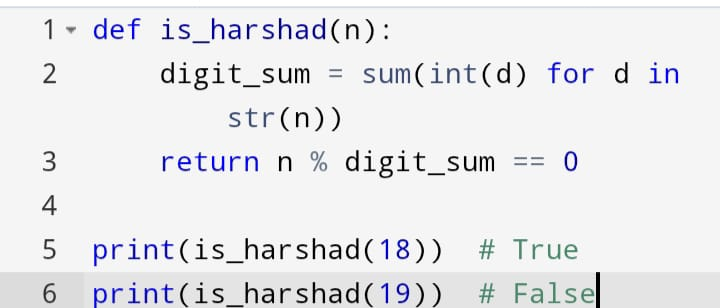 1 def is_harshad(n):
2     digit_sum = sum(int(d) for d in
        str(n))
3     return n % digit_sum == 0
4
5 print(is_harshad(18))  # True
6 print(is_harshad(19))  # False